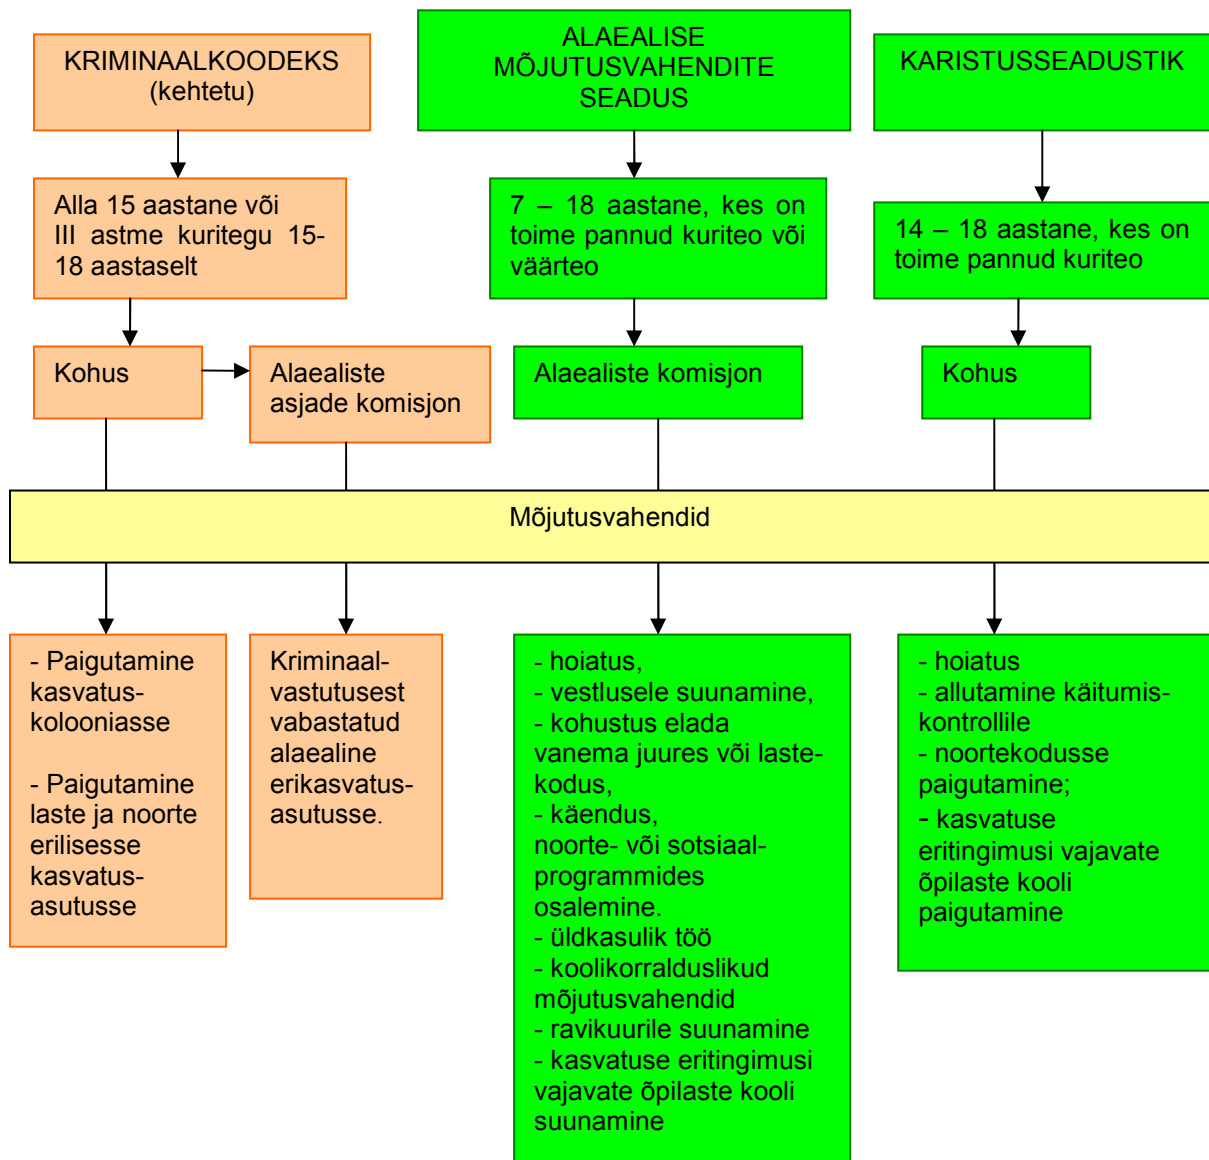 KRIMINAALKOODEKS
(kehtetu)
ALAEALISE
MÕJUTUSVAHENDITE
SEADUS
KARISTUSSEADUSTIK
Alla 15 aastane või
III astme kuritegu 15-
18 aastaselt
7 – 18 aastane, kes on
toime pannud kuriteo või
väärteo
14 – 18 aastane, kes on
toime pannud kuriteo
Kohus
Alaealiste
asjade komisjon
Alaealiste komisjon
Kohus
Mõjutusvahendid
- Paigutamine
kasvatus-
kolooniasse
- Paigutamine
laste ja noorte
erilisesse
kasvatus-
asutusse
Kriminaal-
vastutusest
vabastatud
alaealine
erikasvatus-
asutusse.
- hoiatus,
- vestlusele suunamine,
- kohustus elada
vanema juures või laste-
kodus,
- käendus,
noorte- või sotsiaal-
programmides
osalemine.
- üldkasulik töö
- koolikorralduslikud
mõjutusvahendid
- ravikuurile suunamine
- kasvatuse eritingimusi
vajavate õpilaste kooli
suunamine
- hoiatus
- allutamine käitumis-
kontrollile
- noortekodusse
paigutamine;
- kasvatuse
eritingimusi vajavate
õpilaste kooli
paigutamine